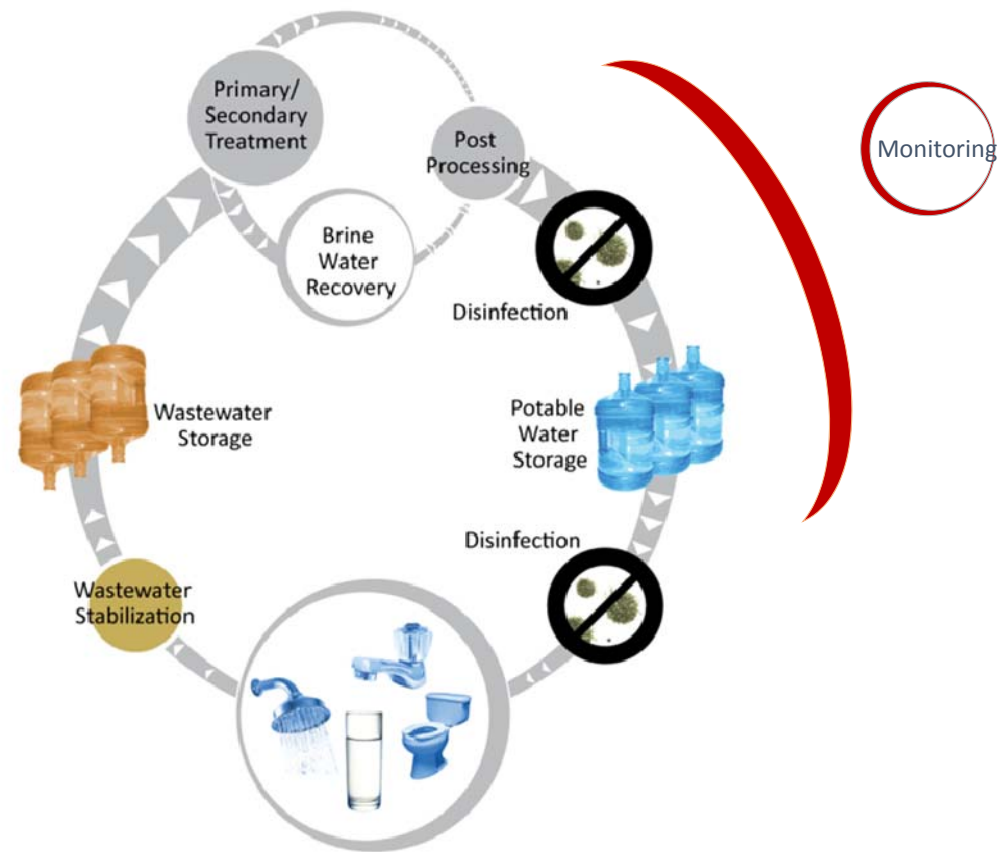 Primary/
Secondary
Treatment
Post
Processing
Monitoring
Brine
Water
Recovery
Disinfection
Wastewater
Storage
Potable
Water
Storage
Disinfection
Wastewater
Stabilization